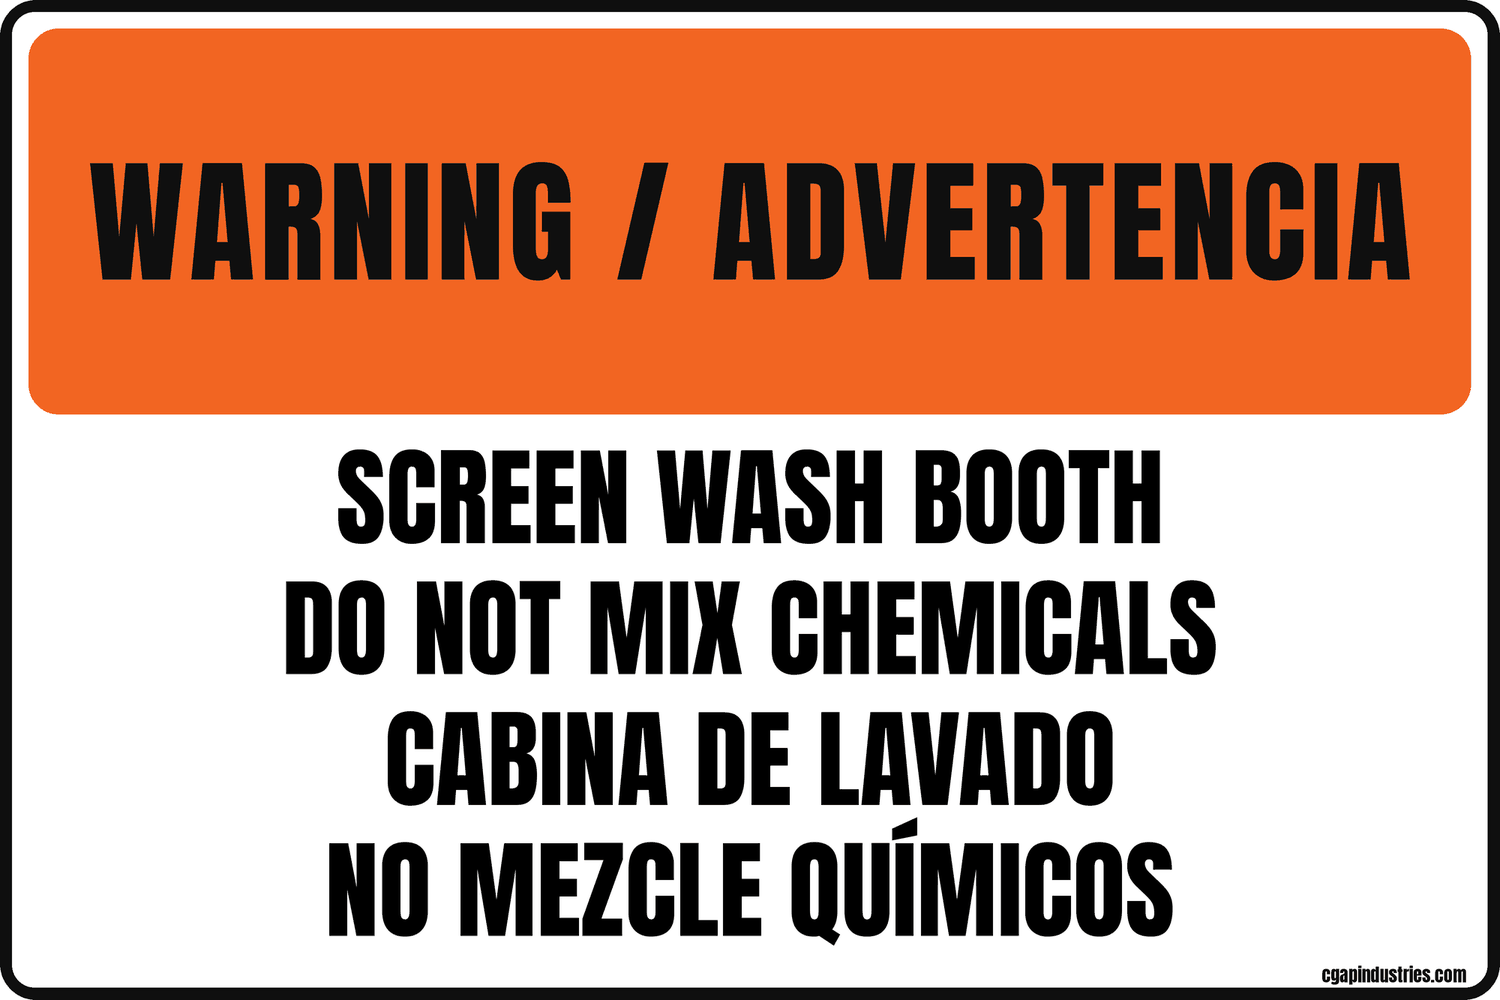 WARNING / ADVERTENCIA
SCREEN WASH BOOTH
DO NOT MIX CHEMICALS
CABINA DE LAVADO
NO MEZCLE QUÍMICOS
cgapindustries.com